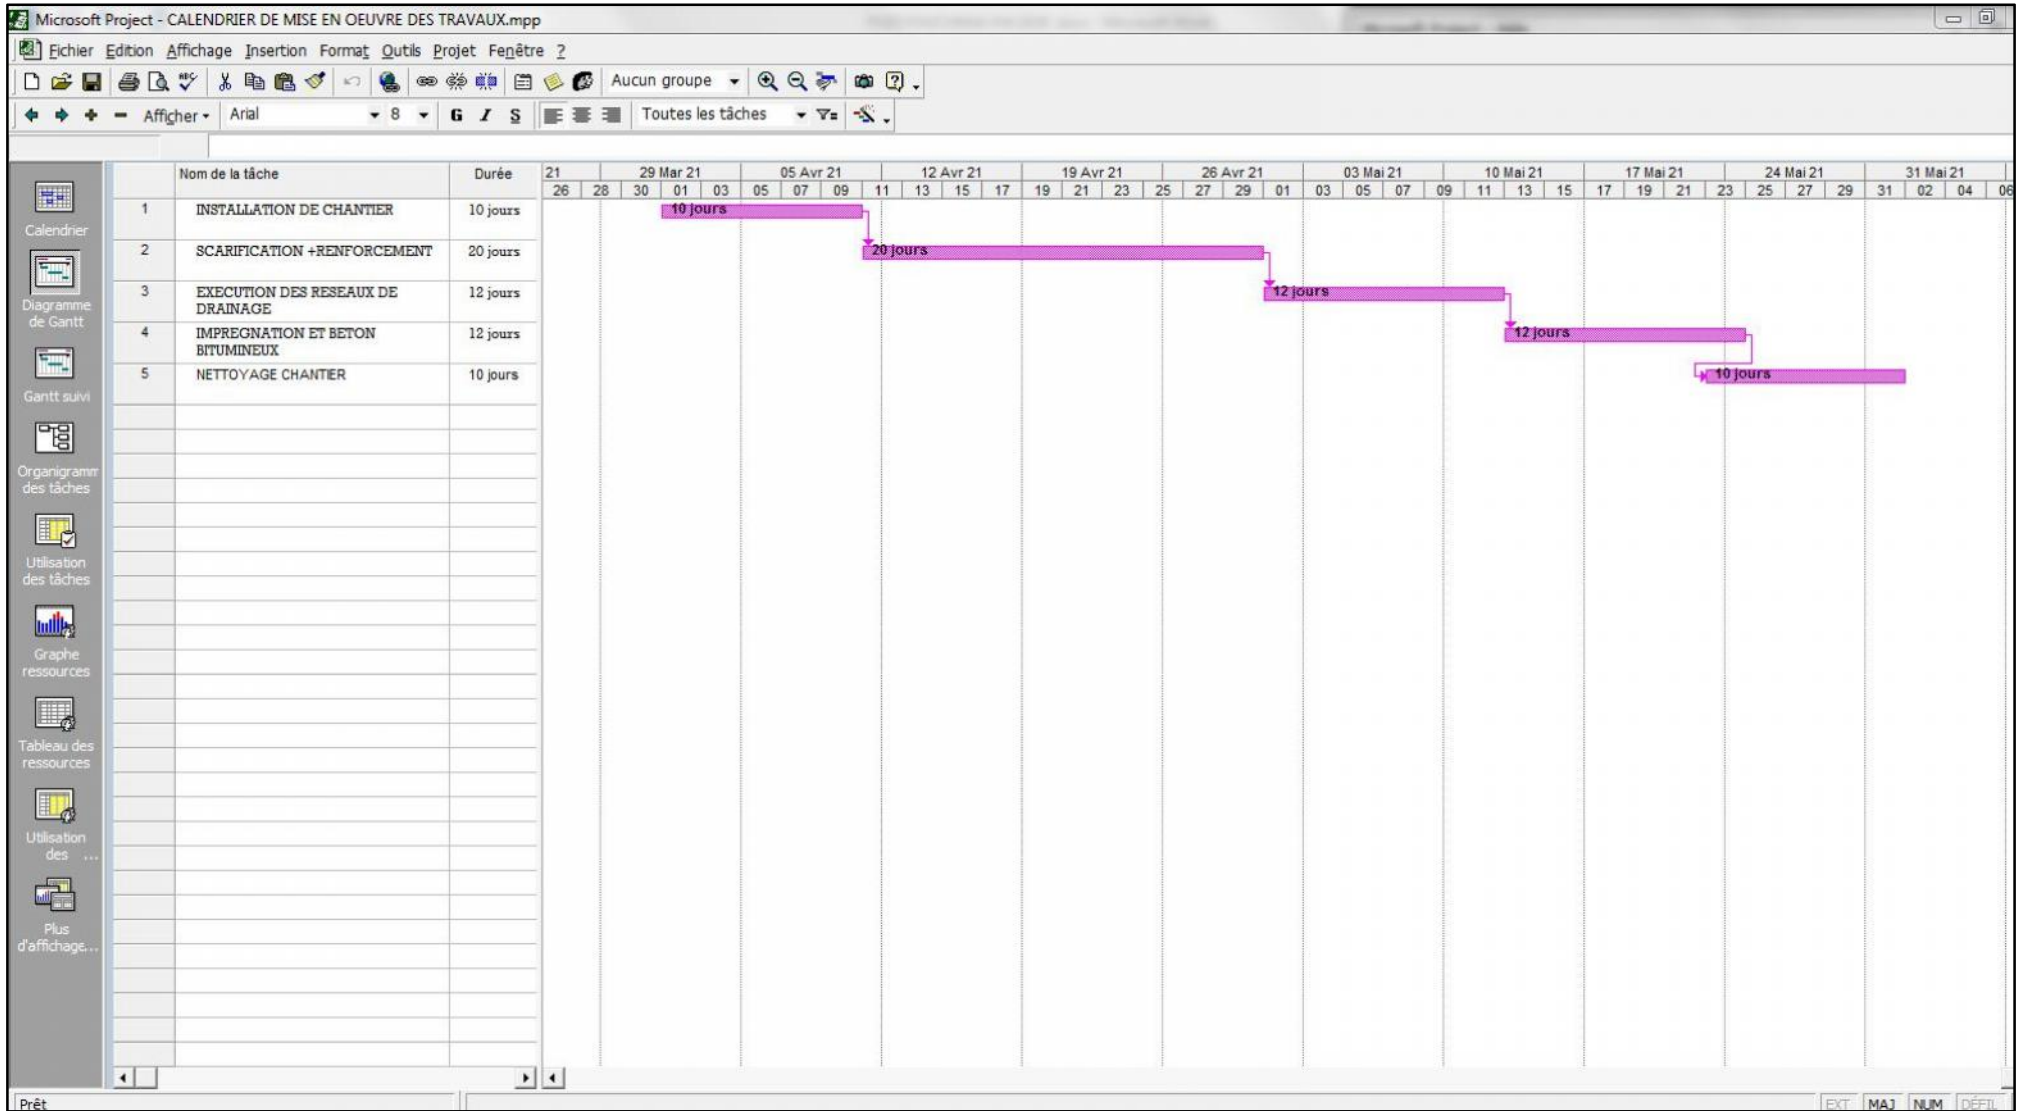 Microsoft Project - CALENDRIER DE MISE EN OEUVRE DES TRAVAUX.mpp
Fichier Edition Affichage Insertion Format Outils Projet Fenêtre ?
Aucun groupe
Afficher Arial 8 G I S Toutes les tâches
Nom de la tâche Durée 21 29 Mar 21 05 Avr 21 12 Avr 21 19 Avr 21 26 Avr 21 03 Mai 21 10 Mai 21 17 Mai 21 24 Mai 21 31 Mai 21
26 28 30 01 03 05 07 09 11 13 15 17 19 21 23 25 27 29 01 03 05 07 09 11 13 15 17 19 21 23 25 27 29 31 02 04 06
1 INSTALLATION DE CHANTIER 10 jours 10 jours
2 SCARIFICATION +RENFORCEMENT 20 jours 20 jours
3 EXECUTION DES RESEAUX DE 12 jours 12 jours
DRAINAGE
4 IMPREGNATION ET BETON 12 jours 12 jours
BITUMINEUX
5 NETTOYAGE CHANTIER 10 jours 10 jours
Calendrier
Diagramme
de Gantt
Gantt suivi
Organigramm
des tâches
Utilisation
des tâches
Graphe
ressources
Tableau des
ressources
Utilisation
des ...
Plus
d'affichage...
Prêt EXT MAJ NUM DÉFIL